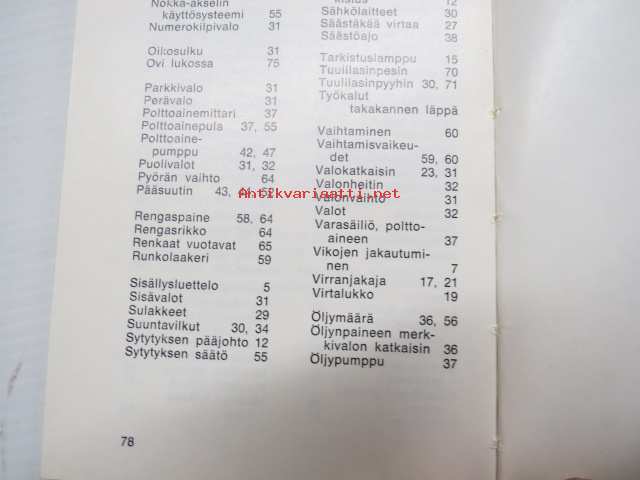 Nokka-akselin
käyttösysteemi 55
Numerokilpivalo 31
Oikosulku 31
Ovi lukossa 75
Parkkivalo 31
Perävalo 31
Polttoainemittari 37
Polttoainepula 37, 55
Polttoaine-
pumppu 42, 47
Puolivalot 31, 32
Pyörän vaihto 64
Pääsuutin 43,
Rengaspaine 58, 64
Rengasrikko 64
Renkaat vuotavat 65
Runkolaakeri 59
Sisällysluettelo 5
Sisävalot 31
Sulakkeet 29
Suuntavilkut 30, 34
Sytytyksen pääjohto 12
Sytytyksen säätö 55
12
Sähkölaitteet 30
Säästäkää virtaa 27
Säästöajo 38
Tarkistuslamppu 15
Tuulilasinpesin 70
Tuulilasinpyyhin 30, 71
Työkalut
takakannen läppä
Vaihtaminen 60
Vaihtamisvaikeu-
det 59, 60
Valokatkaisin 23, 31
Valonheitin 32
Valonvaihto 31
Valot 32
Varasäiliö, poltto-
aineen 37
Vikojen jakautumi-
nen 7
Virranjakaja 17, 21
Virtalukko 19
Öljymäärä 36, 56
Öljynpaineen merk-
kivalon katkaisin 36
Öljypumppu 37
Antikvariaatti.net
78